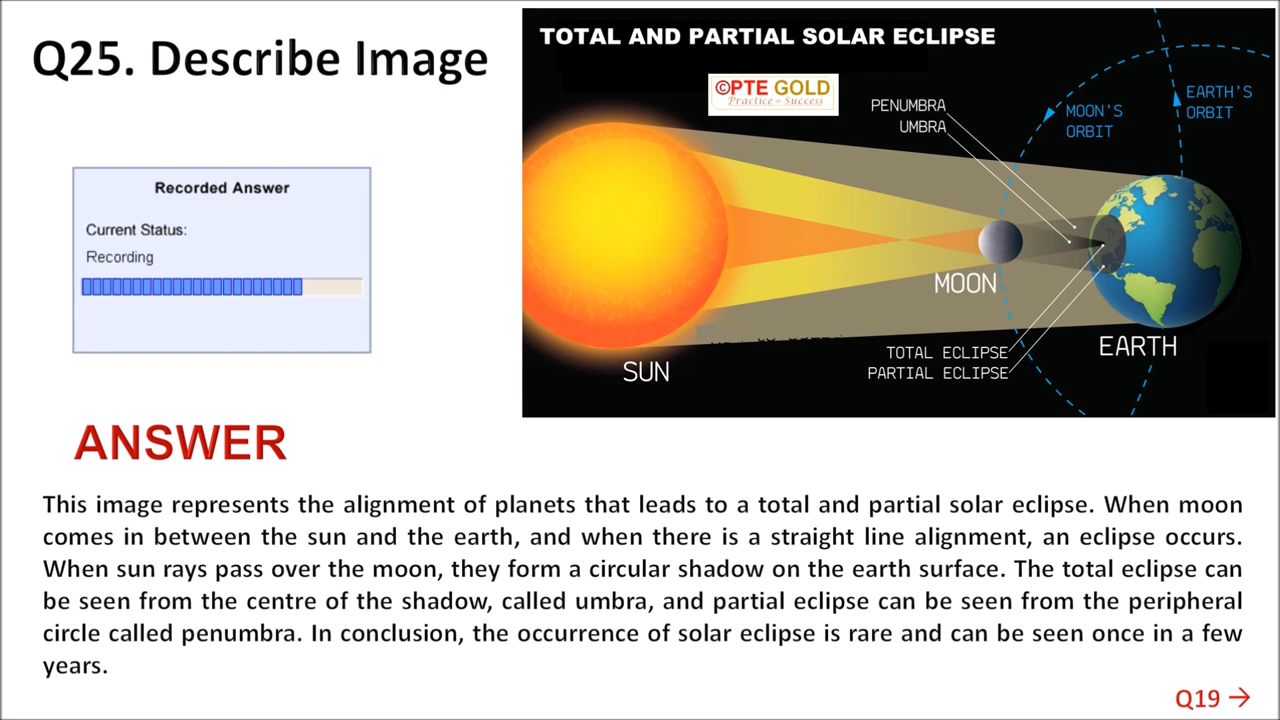 Q25. Describe Image
Recorded Answer
Current Status:
Recording
TOTAL AND PARTIAL SOLAR ECLIPSE
©PTE GOLD
Practice = Success
PENUMBRA
UMBRA
MOON'S
ORBIT
EARTH'S
ORBIT
MOON
SUN
EARTH
TOTAL ECLIPSE
PARTIAL ECLIPSE
ANSWER
This image represents the alignment of planets that leads to a total and partial solar eclipse. When moon
comes in between the sun and the earth, and when there is a straight line alignment, an eclipse occurs.
When sun rays pass over the moon, they form a circular shadow on the earth surface. The total eclipse can
be seen from the centre of the shadow, called umbra, and partial eclipse can be seen from the peripheral
circle called penumbra. In conclusion, the occurrence of solar eclipse is rare and can be seen once in a few
years.
Q19 →